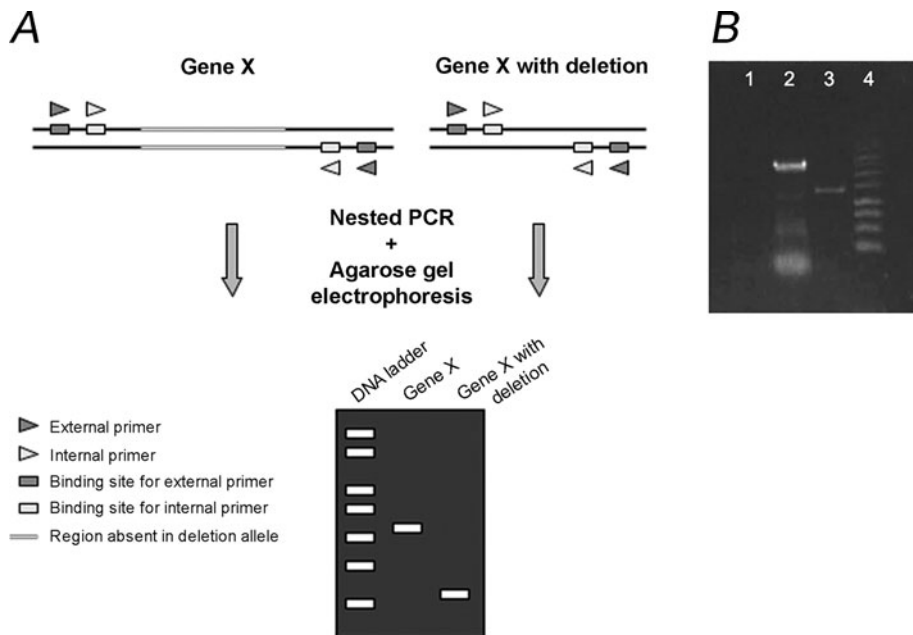 A
B
Gene X
Gene X with deletion
1 2 3 4
Nested PCR
+
Agarose gel
electrophoresis
DNA ladder
Gene X
Gene X with
deletion
External primer
Internal primer
Binding site for external primer
Binding site for internal primer
Region absent in deletion allele